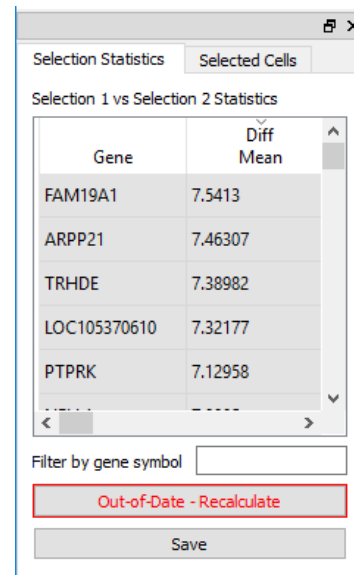 Selection Statistics
Selected Cells
Selection 1 vs Selection 2 Statistics
Gene
Diff
Mean
FAM19A1 7.5413
ARPP21 7.46307
TRHDE 7.38982
LOC105370610 7.32177
PTPRK 7.12958
Filter by gene symbol
Out-of-Date - Recalculate
Save